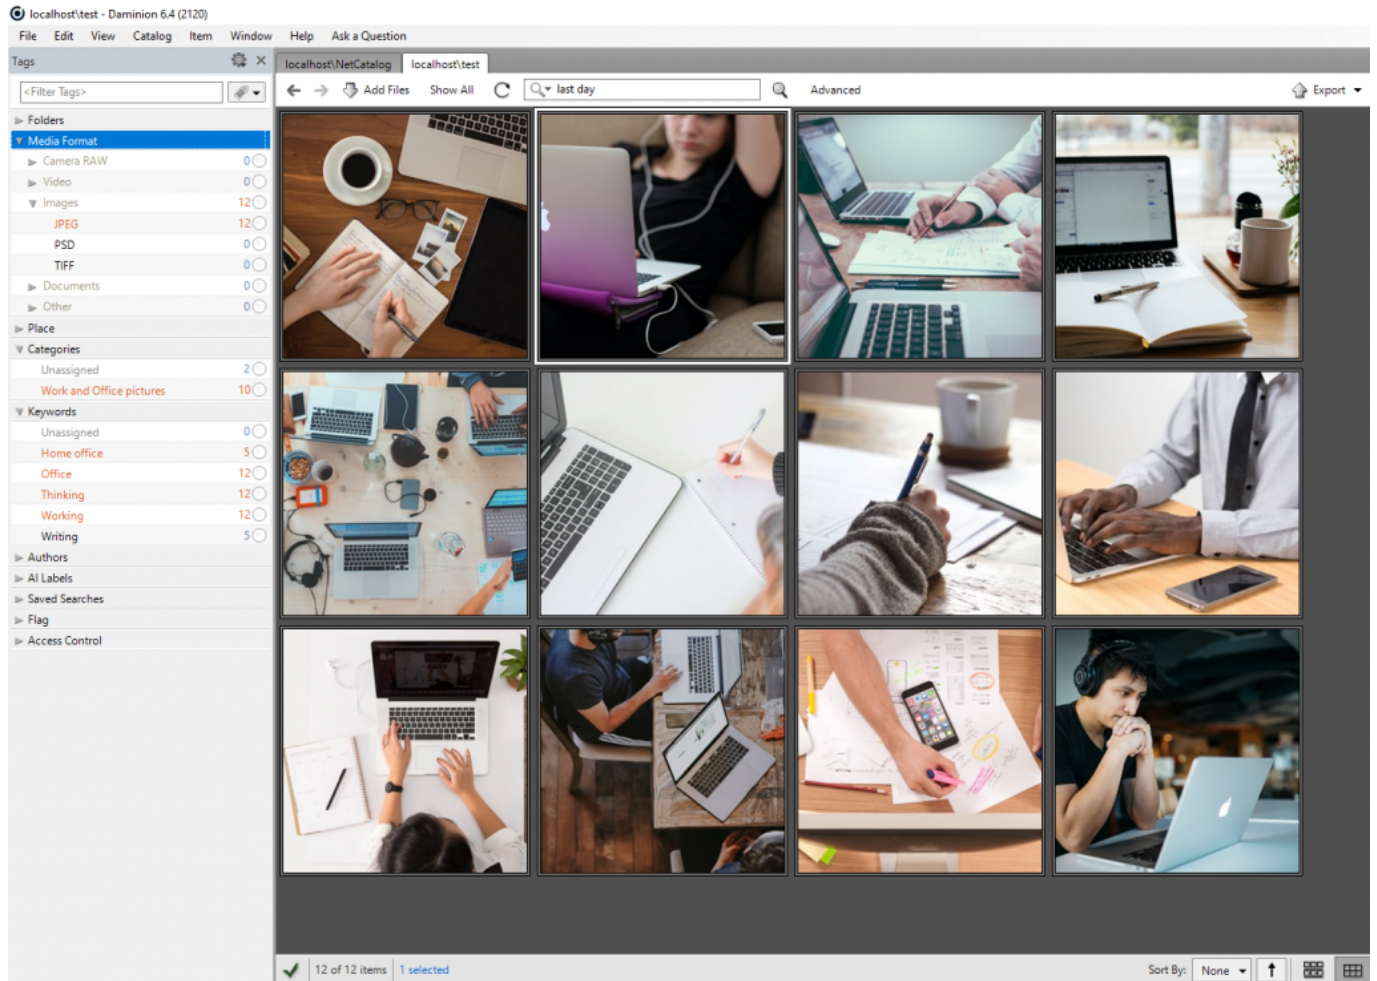 localhost\test - Daminion 6.4 (2120)
File Edit View Catalog Item Window Help Ask a Question
Tags
localhost\NetCatalog localhost\test
<Filter Tags>
Add Files Show All last day Advanced Export
Folders
Media Format
Camera RAW 0
Video 0
Images 12
JPEG 12
PSD 0
TIFF 0
Documents 0
Other 0
Place
Categories
Unassigned 2
Work and Office pictures 10
Keywords
Unassigned 0
Home office 5
Office 12
Thinking 12
Working 12
Writing 5
Authors
AI Labels
Saved Searches
Flag
Access Control
12 of 12 items 1 selected Sort By: None